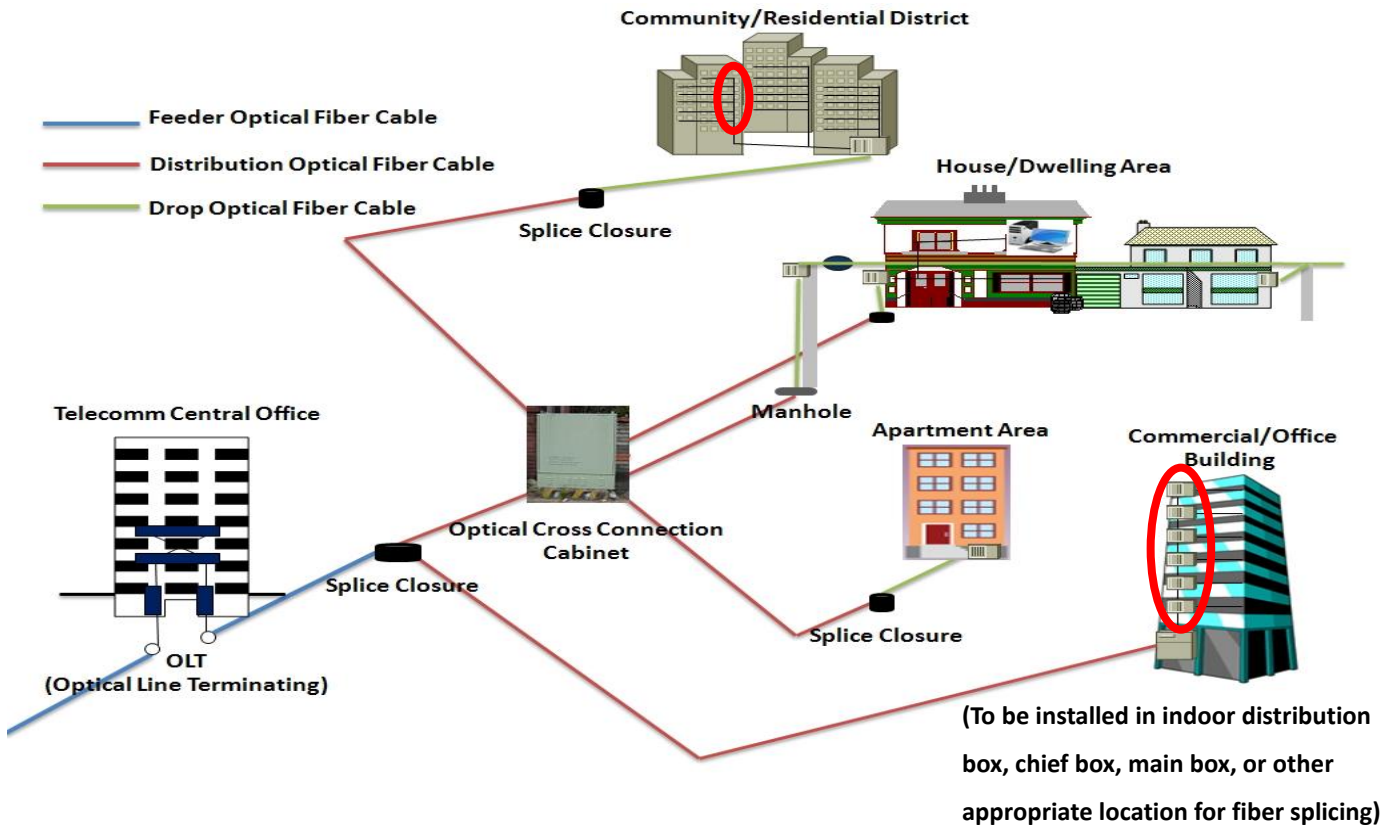 Community/Residential District
Feeder Optical Fiber Cable
Distribution Optical Fiber Cable
Drop Optical Fiber Cable
Splice Closure
House/Dwelling Area
Manhole
Telecomm Central Office
Apartment Area
Commercial/Office
Building
Optical Cross Connection
Cabinet
Splice Closure
Splice Closure
OLT
(Optical Line Terminating)
(To be installed in indoor distribution
box, chief box, main box, or other
appropriate location for fiber splicing)